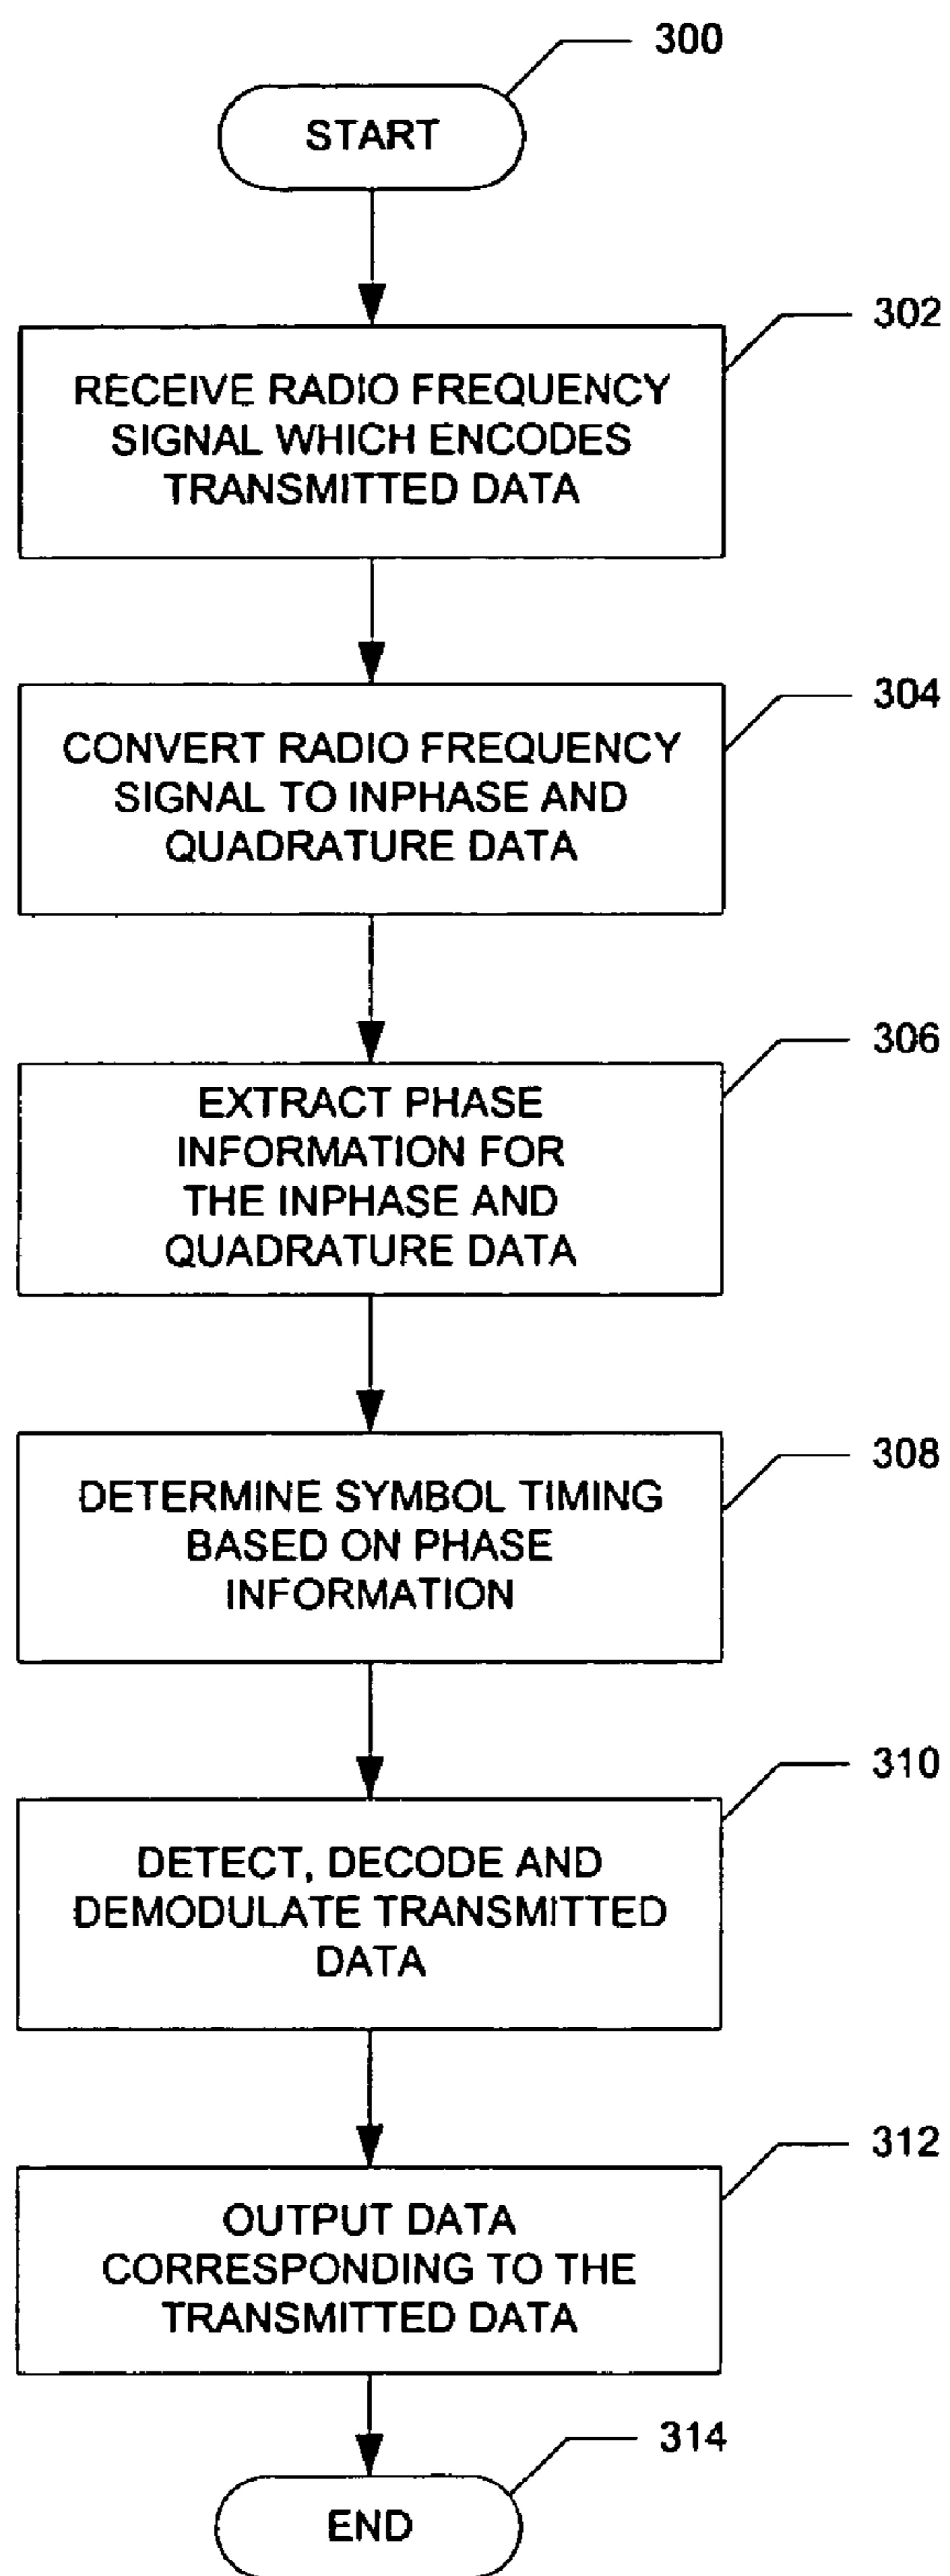 300
START
302
RECEIVE RADIO FREQUENCY
SIGNAL WHICH ENCODES
TRANSMITTED DATA
304
CONVERT RADIO FREQUENCY
SIGNAL TO INPHASE AND
QUADRATURE DATA
306
EXTRACT PHASE
INFORMATION FOR
THE INPHASE AND
QUADRATURE DATA
308
DETERMINE SYMBOL TIMING
BASED ON PHASE
INFORMATION
310
DETECT, DECODE AND
DEMODULATE TRANSMITTED
DATA
312
OUTPUT DATA
CORRESPONDING TO THE
TRANSMITTED DATA
314
END